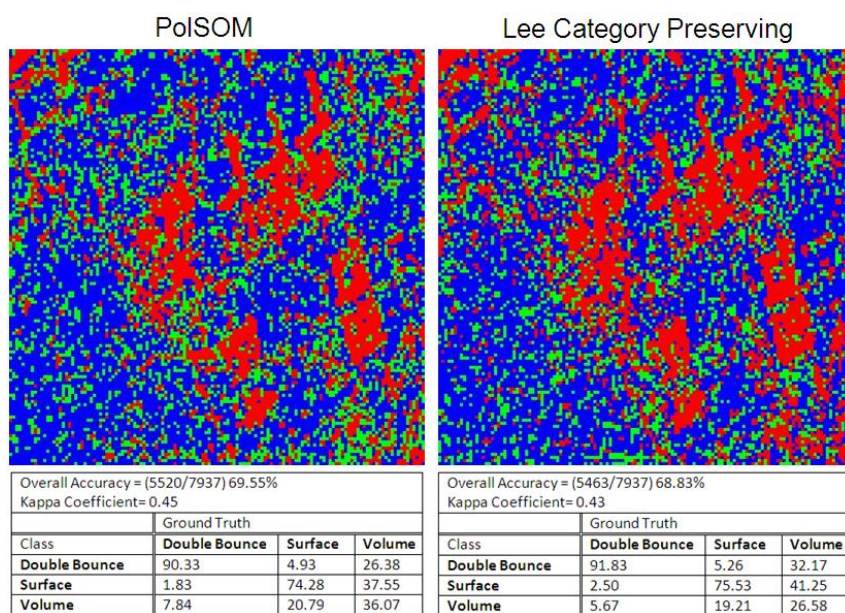 PolSOM
Lee Category Preserving
Overall Accuracy = (5520/7937) 69.55%
Kappa Coefficient= 0.45
Ground Truth
Class Double Bounce Surface Volume
Double Bounce 90.33 4.93 26.38
Surface 1.83 74.28 37.55
Volume 7.84 20.79 36.07
Overall Accuracy = (5463/7937) 68.83%
Kappa Coefficient= 0.43
Ground Truth
Class Double Bounce Surface Volume
Double Bounce 91.83 5.26 32.17
Surface 2.50 75.53 41.25
Volume 5.67 19.21 26.58